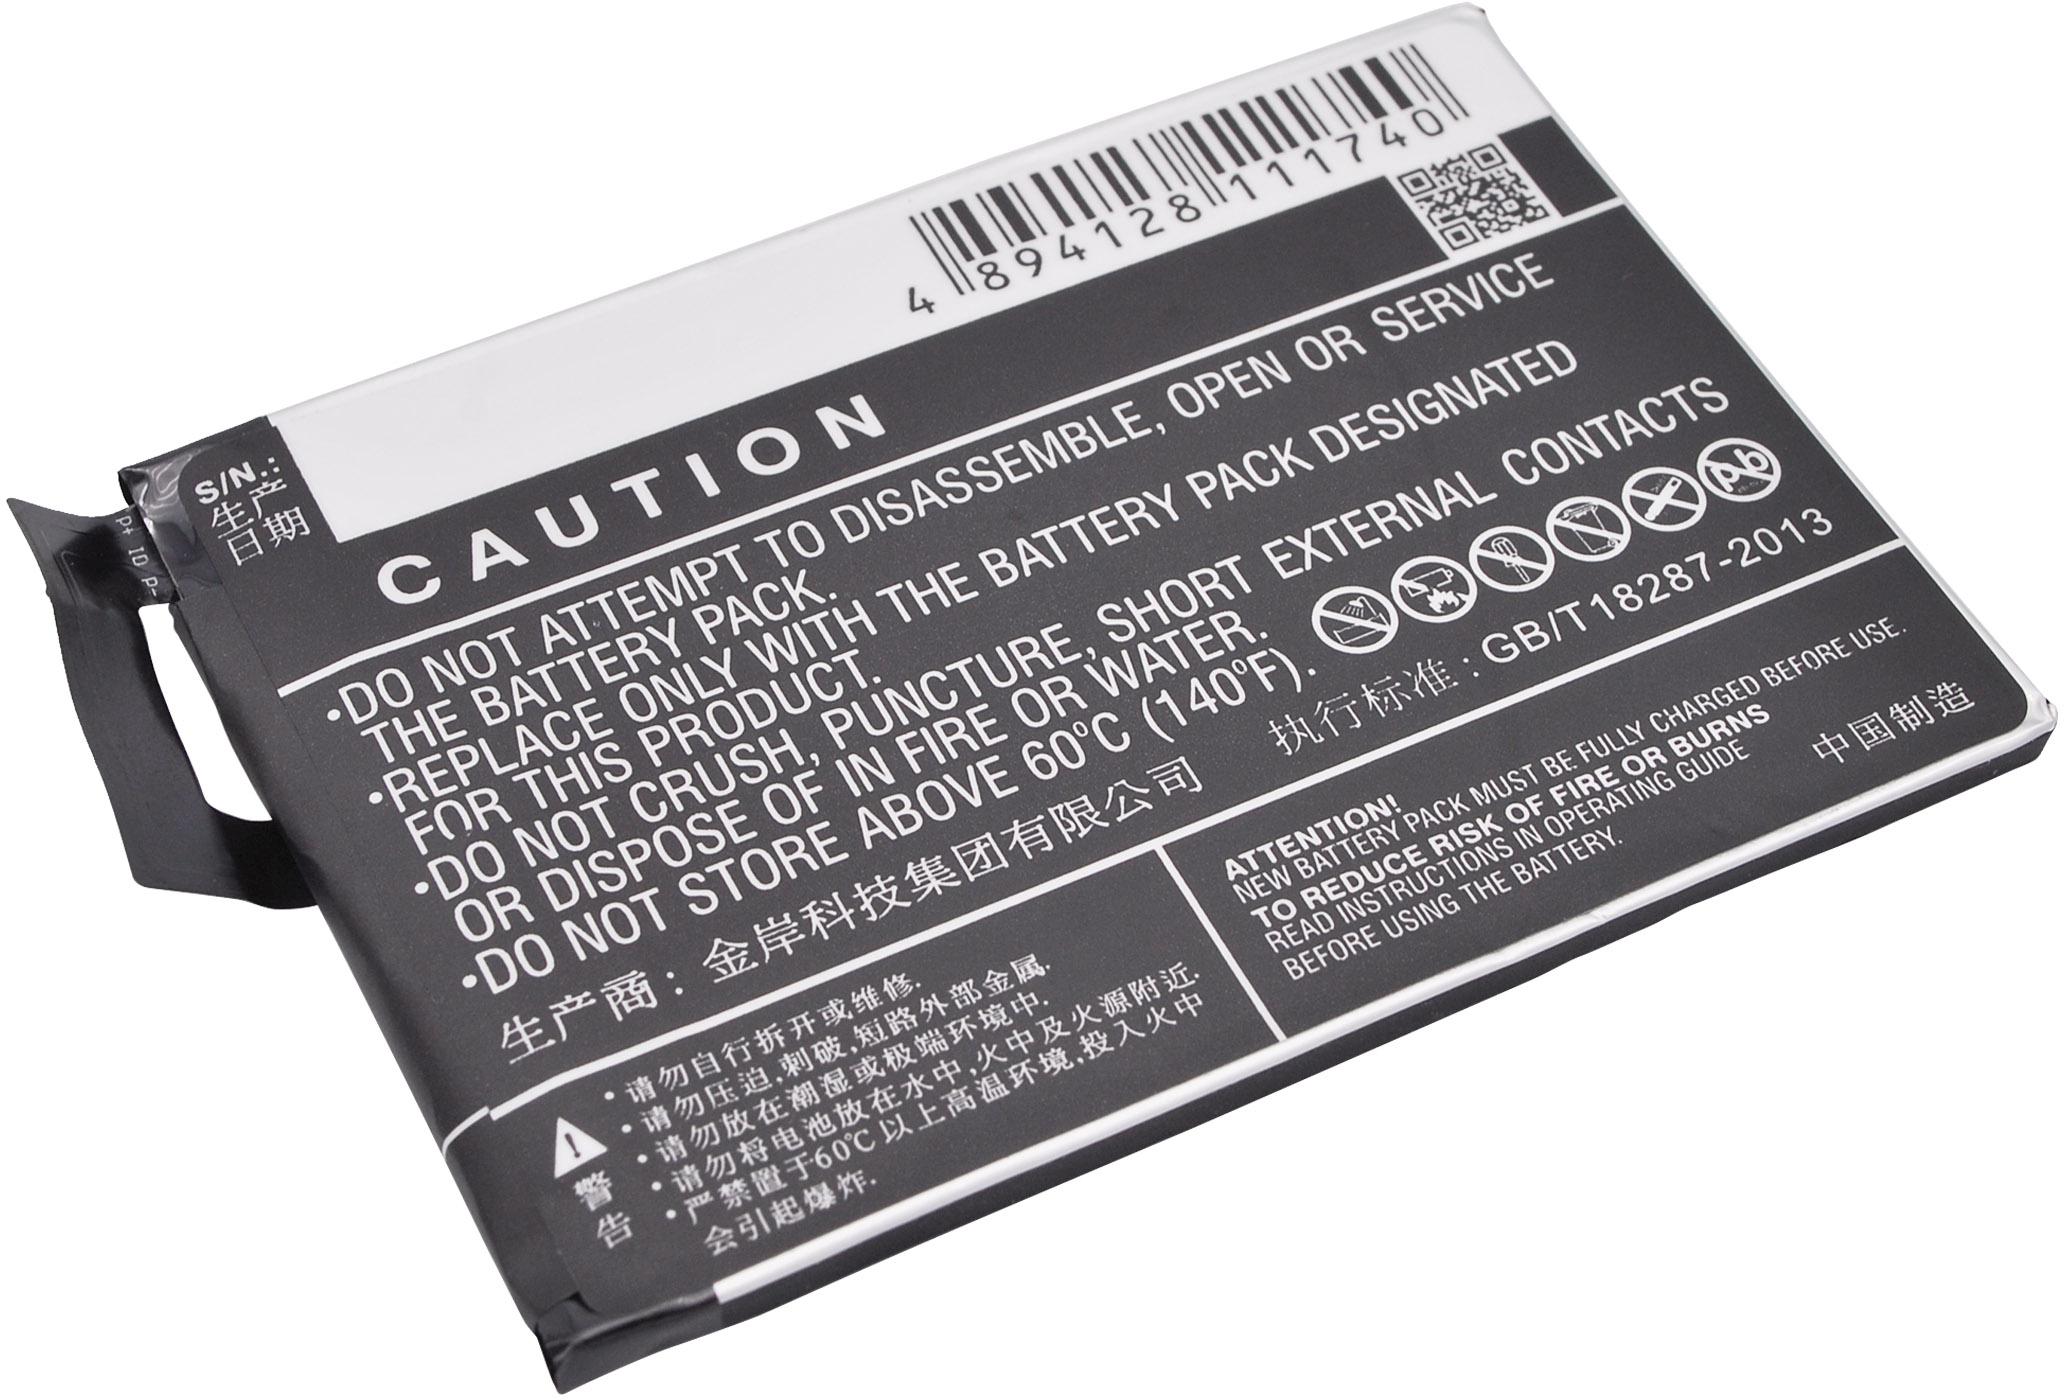 4 894128 111740
S/N.:
生产
日期
CAUTION
•DO NOT ATTEMPT TO DISASSEMBLE, OPEN OR SERVICE
THE BATTERY PACK.
•REPLACE ONLY WITH THE BATTERY PACK DESIGNATED
FOR THIS PRODUCT.
•DO NOT CRUSH, PUNCTURE, SHORT EXTERNAL CONTACTS
OR DISPOSE OF IN FIRE OR WATER.
•DO NOT STORE ABOVE 60°C (140°F).
pb
生产商：金岸科技集团有限公司
执行标准：GB/T18287-2013
•请勿自行拆开或维修.
•请勿压迫,刺破,短路外部金属.
•请勿放在潮湿或极端环境中.
•请勿将电池放在水中,火中及火源附近.
•严禁置于60℃以上高温环境,投入火中
会引起爆炸.
警
告
ATTENTION!
NEW BATTERY PACK MUST BE FULLY CHARGED BEFORE USE.
TO REDUCE RISK OF FIRE OR BURNS
READ INSTRUCTIONS IN OPERATING GUIDE
BEFORE USING THE BATTERY.
中国制造
P+ ID P